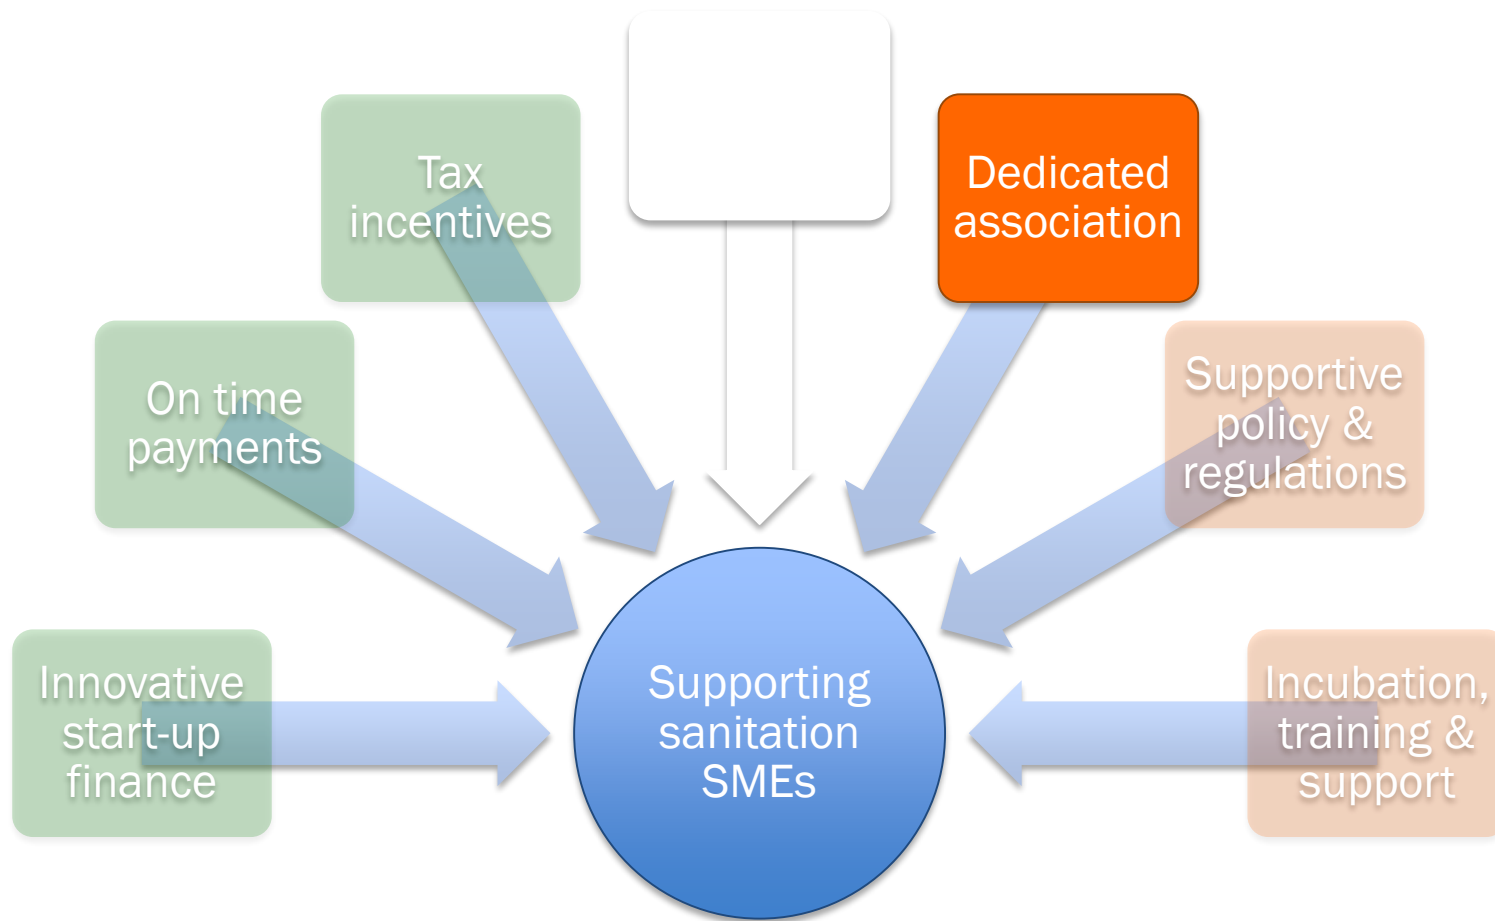 Tax
incentives
Dedicated
association
On time
payments
Supportive
policy &
regulations
Innovative
start-up
finance
Supporting
sanitation
SMEs
Incubation,
training &
support